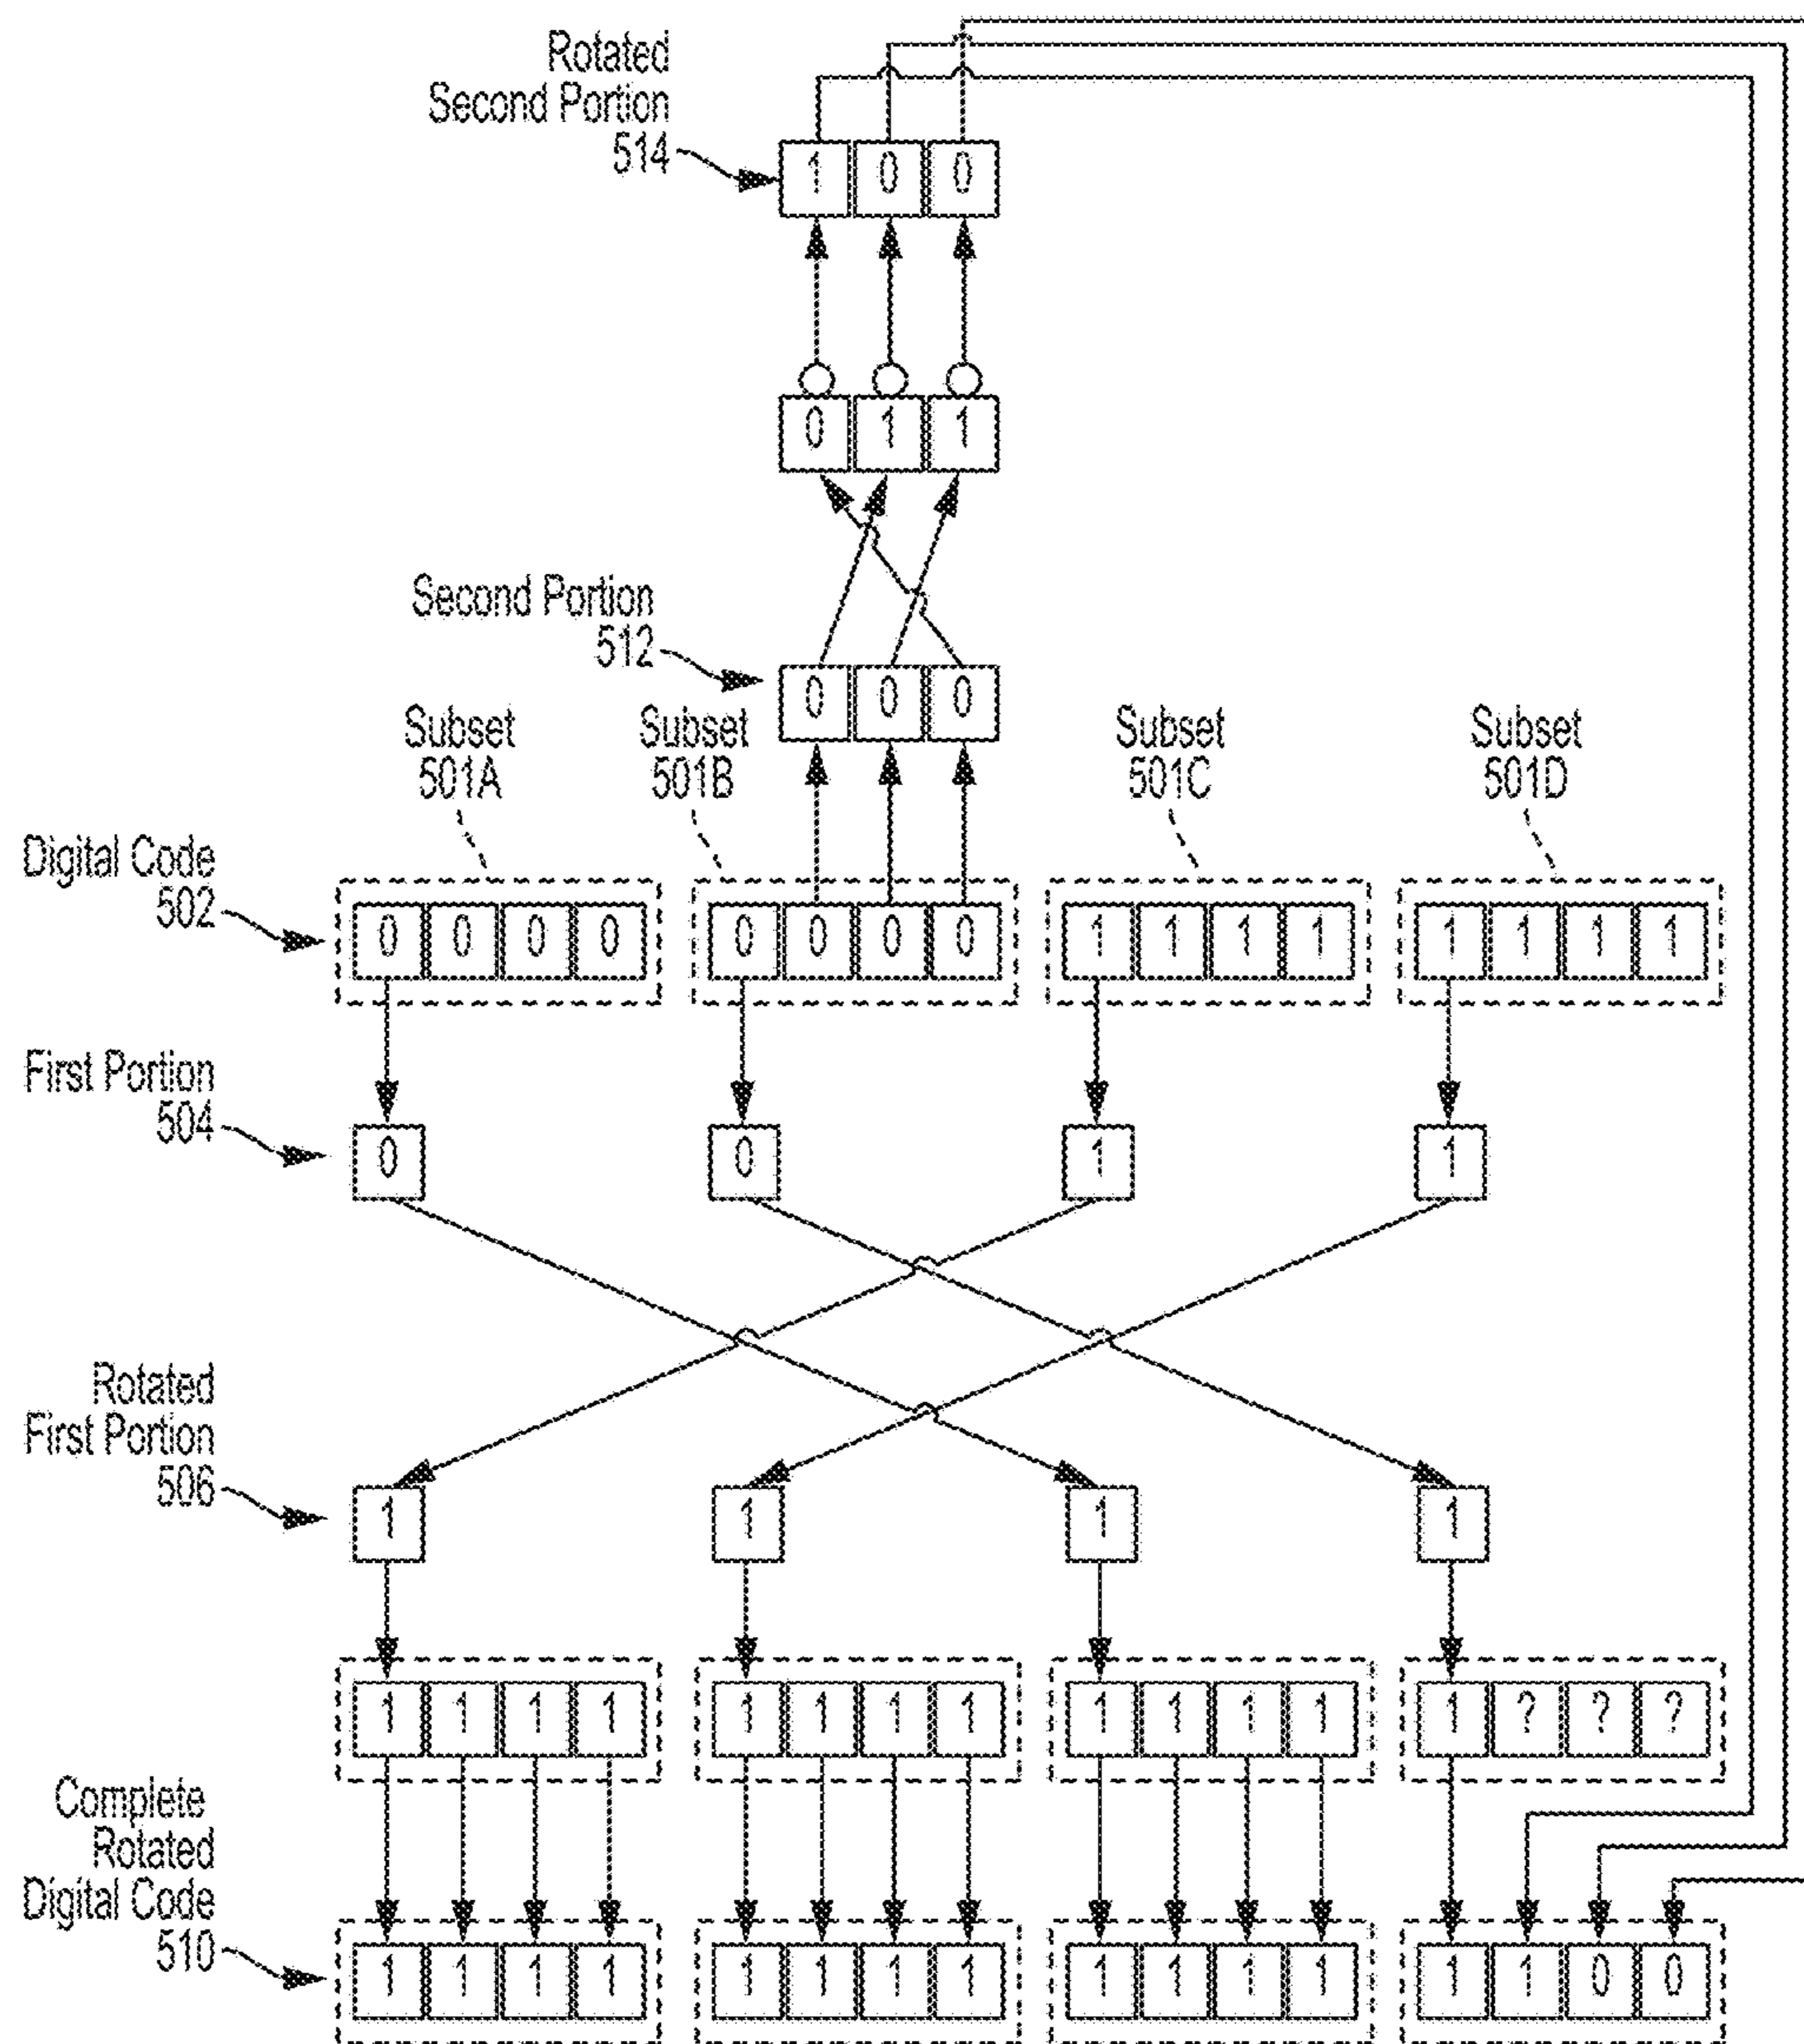 Rotated
Second Portion
514
1 0 0
0 1 1
Second Portion
512
0 0 0
Subset
501A
Subset
501B
Subset
501C
Subset
501D
Digital Code
502
0 0 0 0 0 0 0 0 1 1 1 1 1 1 1 1
First Portion
504
0 0 1 1
Rotated
First Portion
506
1 1 1 1
1 1 1 1 1 1 1 1 1 1 1 1 1 ? ? ?
Complete
Rotated
Digital Code
510
1 1 1 1 1 1 1 1 1 1 1 1 1 1 0 0